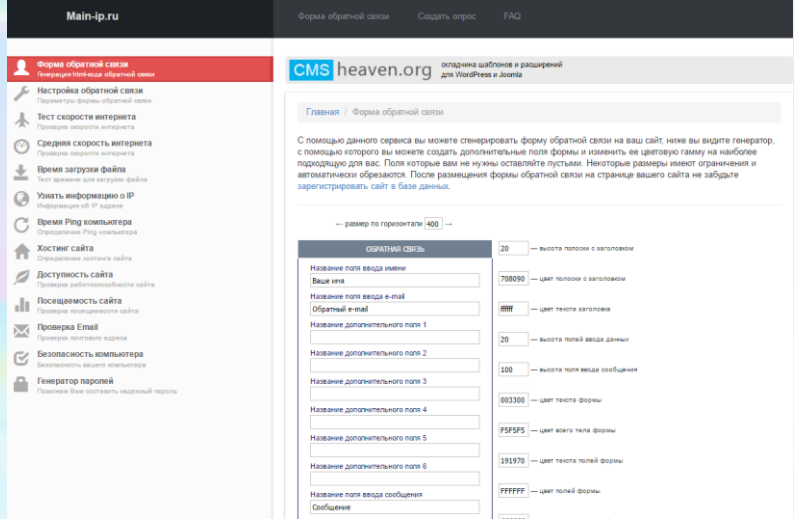 Main-ip.ru
Форма обратной связи
Создать опрос
FAQ
Форма обратной связи
Генерация html-кода обратной связи
Настройка обратной связи
Параметры формы обратной связи
Тест скорости интернета
Проверка скорости интернета
Средняя скорость интернета
Проверка скорости интернета
Время загрузки файла
Тест времени для загрузки файла
Узнать информацию о IP
Информация об IP адресе
Время Ping компьютера
Определение Ping компьютера
Хостинг сайта
Определение хостинга сайта
Доступность сайта
Проверка работоспособности сайта
Посещаемость сайта
Проверка посещаемости сайта
Проверка Email
Проверка почтового адреса
Безопасность компьютера
Безопасность вашего компьютера
Генератор паролей
Поможем Вам составить надежный пароль
CMS heaven.org
складчина шаблонов и расширений
для WordPress и Joomla
Главная / Форма обратной связи
С помощью данного сервиса вы можете сгенерировать форму обратной связи на ваш сайт, ниже вы видите генератор,
с помощью которого вы можете создать дополнительные поля формы и изменить ее цветовую гамму на наиболее
подходящую для вас. Поля которые вам не нужны оставляйте пустыми. Некоторые размеры имеют ограничения и
автоматически обрезаются. После размещения формы обратной связи на странице вашего сайта не забудьте
зарегистрировать сайт в базе данных.
← размер по горизонтали 400 →
ОБРАТНАЯ СВЯЗЬ
Название поля ввода имени
Ваше имя
Название поля ввода e-mail
Обратный e-mail
Название дополнительного поля 1
Название дополнительного поля 2
Название дополнительного поля 3
Название дополнительного поля 4
Название дополнительного поля 5
Название дополнительного поля 6
Название поля ввода сообщения
Сообщение
20 — высота полоски с заголовком
708090 — цвет полоски с заголовком
ffffff — цвет текста заголовка
20 — высота полей ввода данных
100 — высота поля ввода сообщения
003300 — цвет текста формы
F5F5F5 — цвет всего тела формы
191970 — цвет текста полей формы
FFFFFF — цвет полей формы